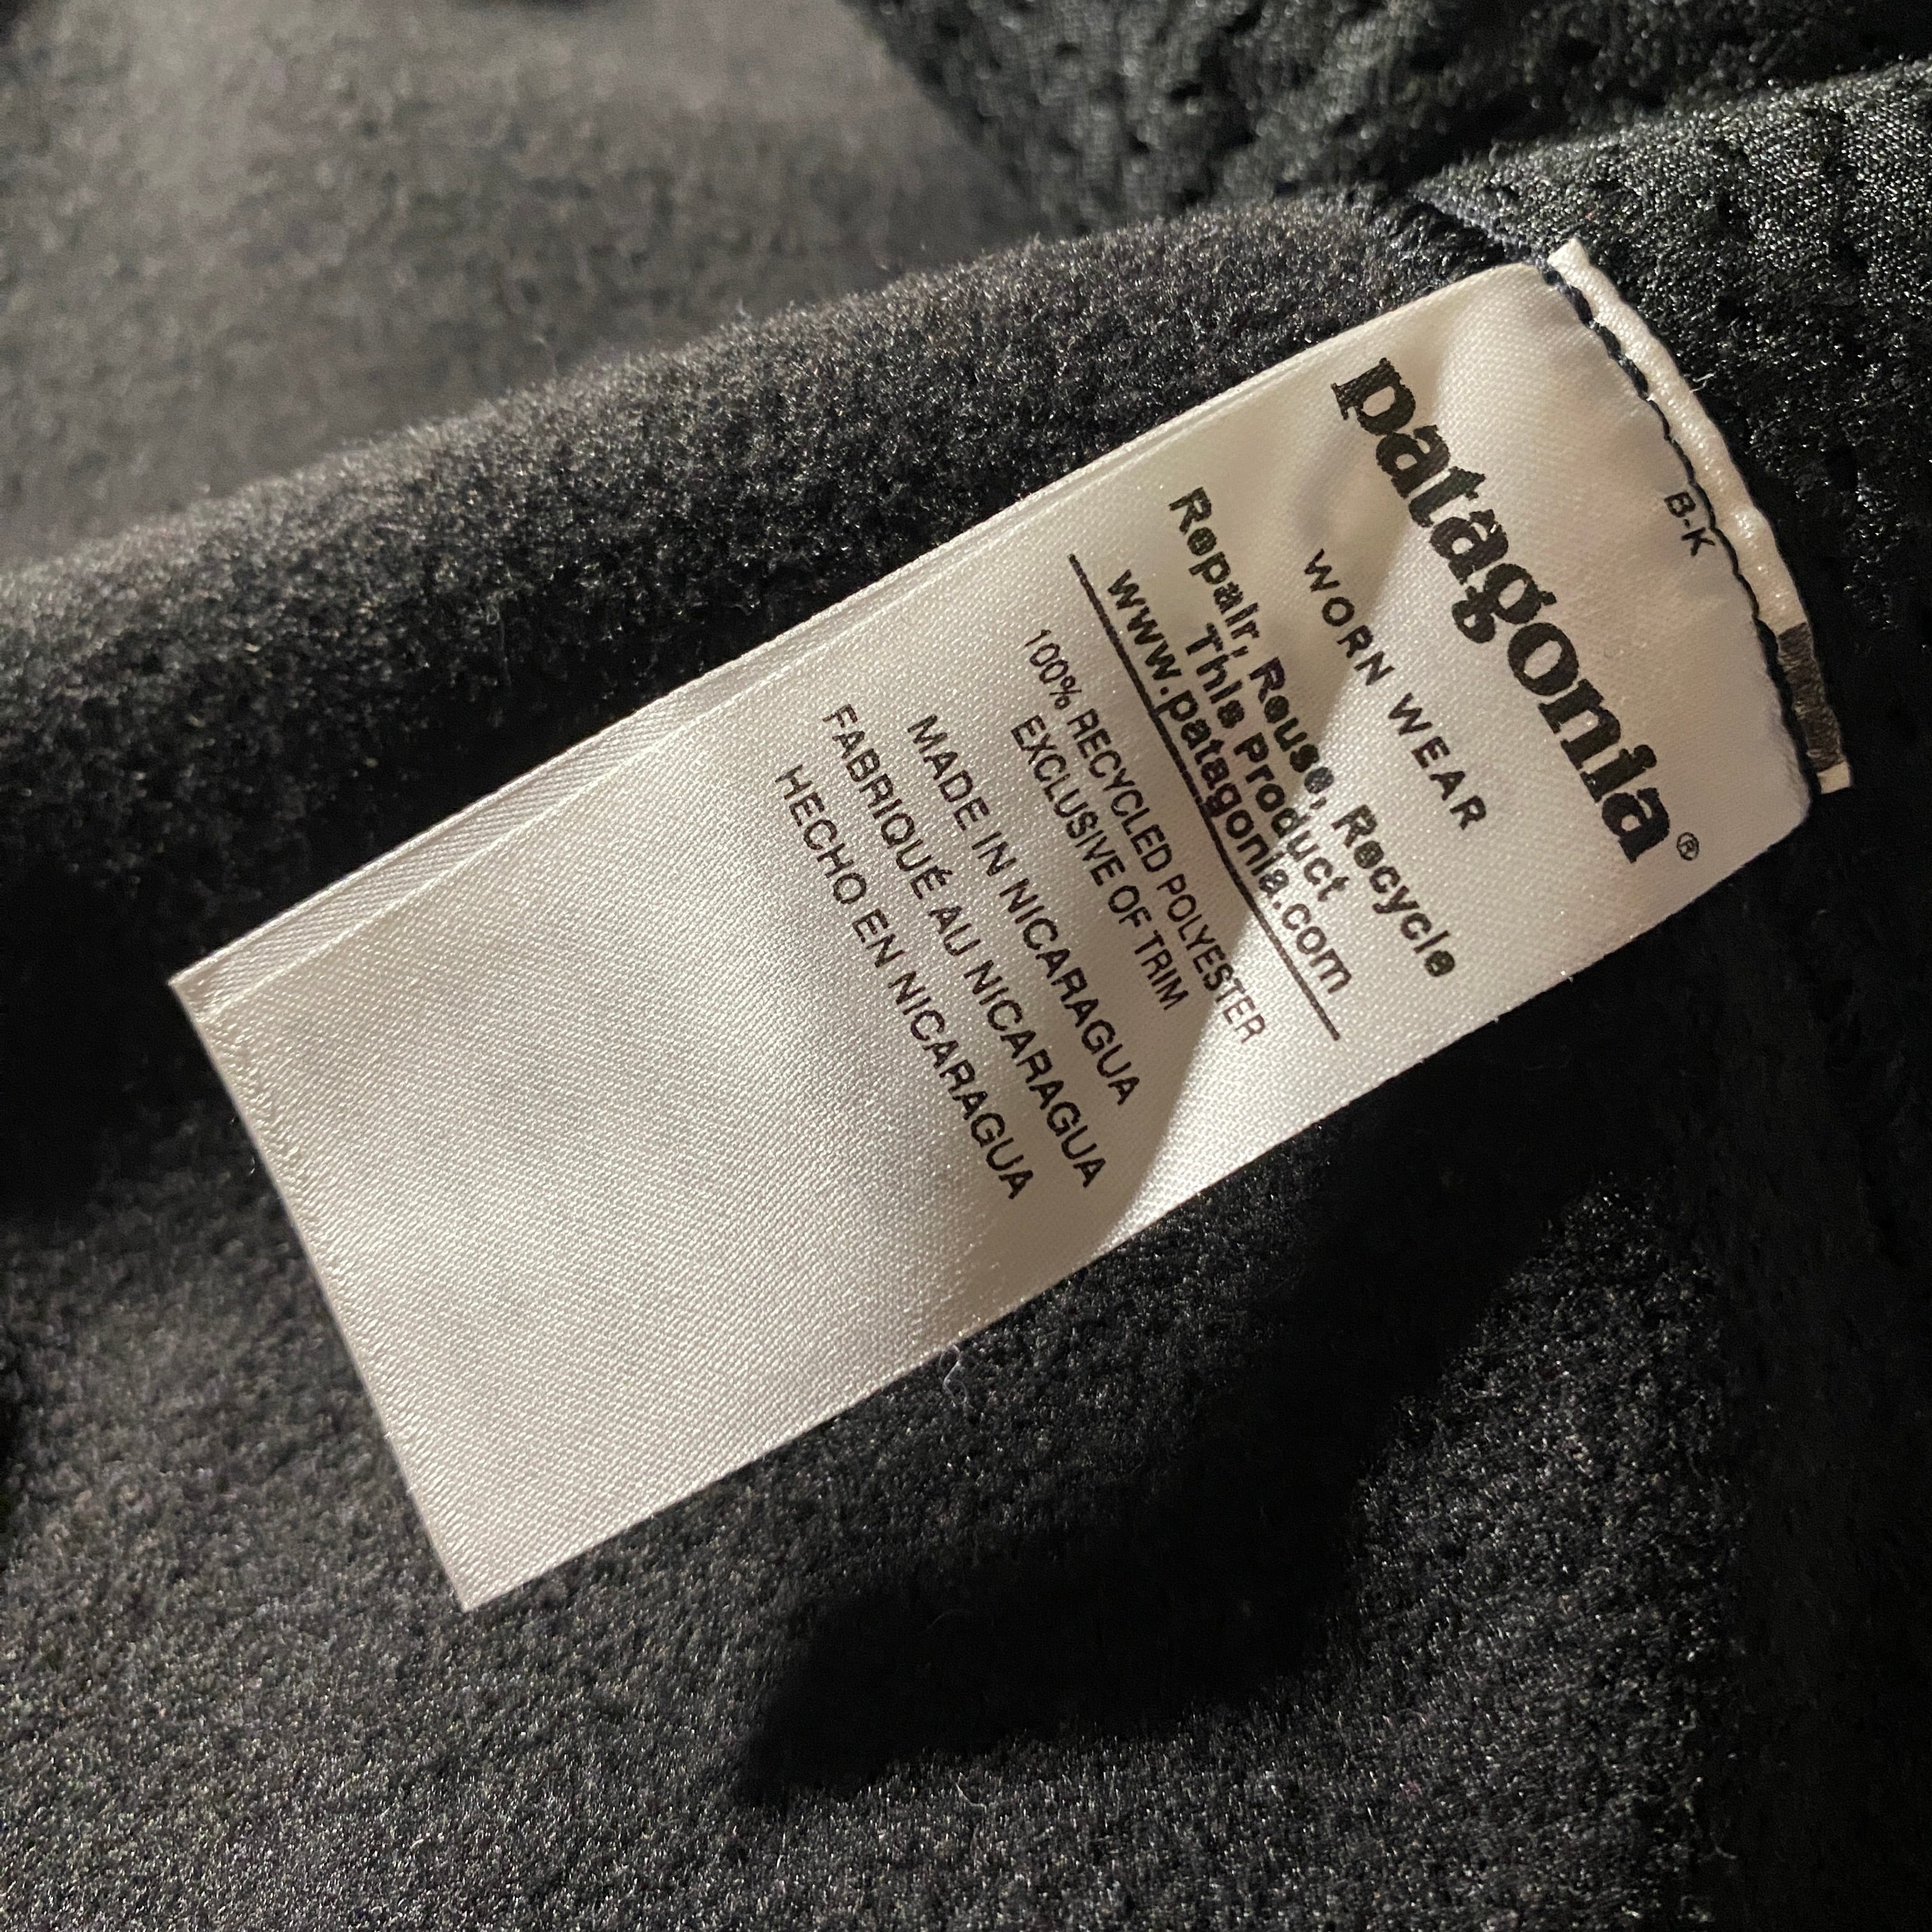 B-K
patagonia®
WORN WEAR
Repair, Reuse, Recycle
This Product
www.patagonia.com
100% RECYCLED POLYESTER
EXCLUSIVE OF TRIM
MADE IN NICARAGUA
FABRIQUÉ AU NICARAGUA
HECHO EN NICARAGUA